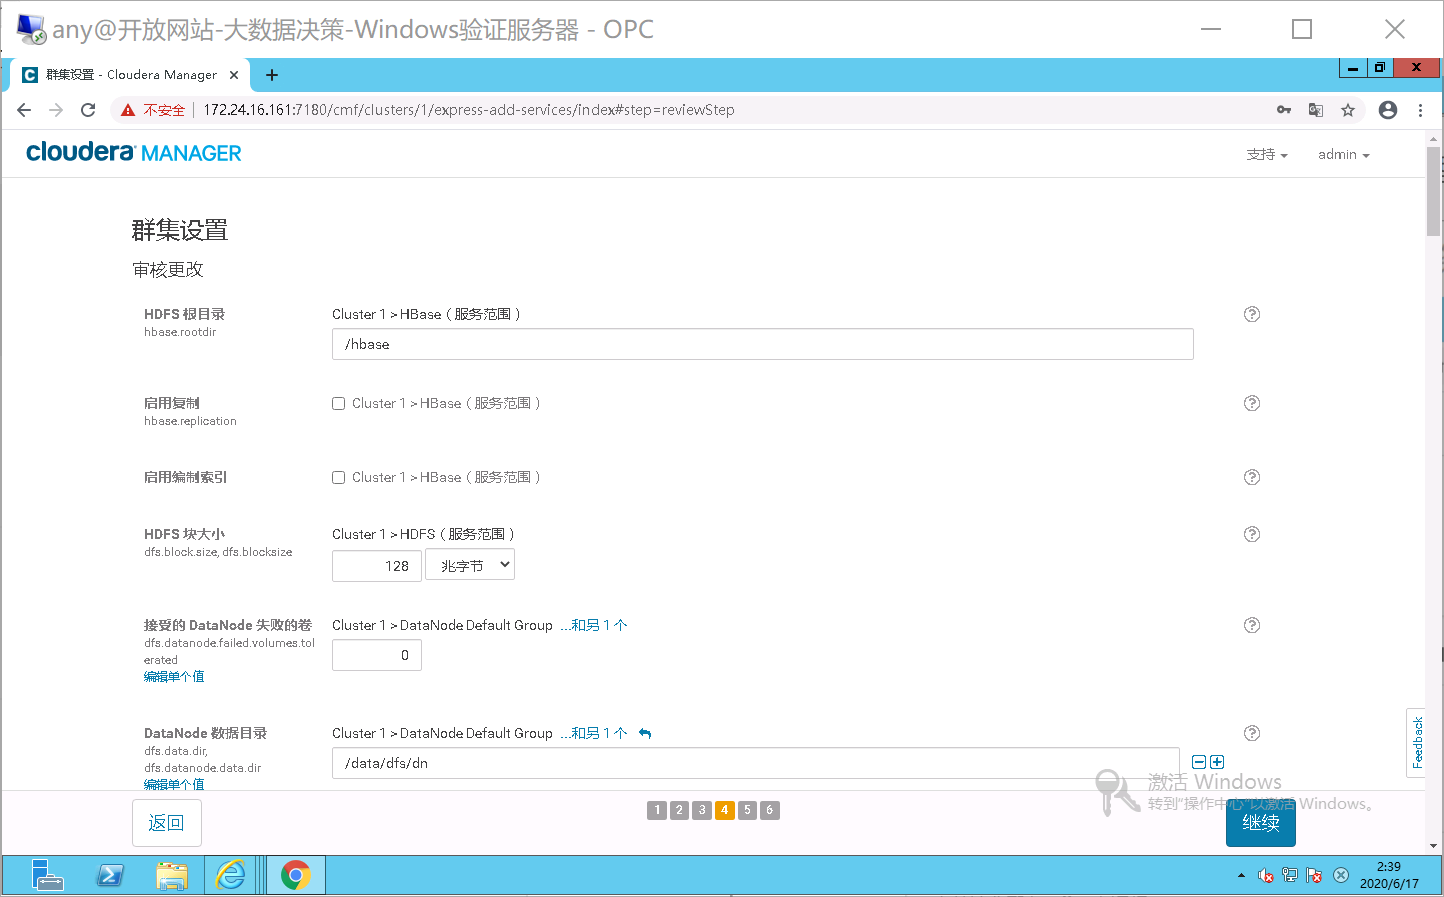 any@开放网站-大数据决策-Windows验证服务器 - OPC
群集设置 - Cloudera Manager
不安全 172.24.16.161:7180/cmf/clusters/1/express-add-services/index#step=reviewStep
cloudera MANAGER 支持 admin
群集设置
审核更改
HDFS 根目录 Cluster 1 > HBase（服务范围）
hbase.rootdir
/hbase
启用复制 Cluster 1 > HBase（服务范围）
hbase.replication
启用编制索引 Cluster 1 > HBase（服务范围）
HDFS 块大小 Cluster 1 > HDFS（服务范围）
dfs.block.size, dfs.blocksize
128 兆字节
接受的 DataNode 失败的卷 Cluster 1 > DataNode Default Group ...和另 1 个
dfs.datanode.failed.volumes.tol
erated
0
编辑单个值
DataNode 数据目录 Cluster 1 > DataNode Default Group ...和另 1 个
dfs.data.dir,
dfs.datanode.data.dir
/data/dfs/dn
编辑单个值
Feedback
激活 Windows
转到"操作中心"以激活 Windows。
返回 1 2 3 4 5 6 继续
2:39
2020/6/17